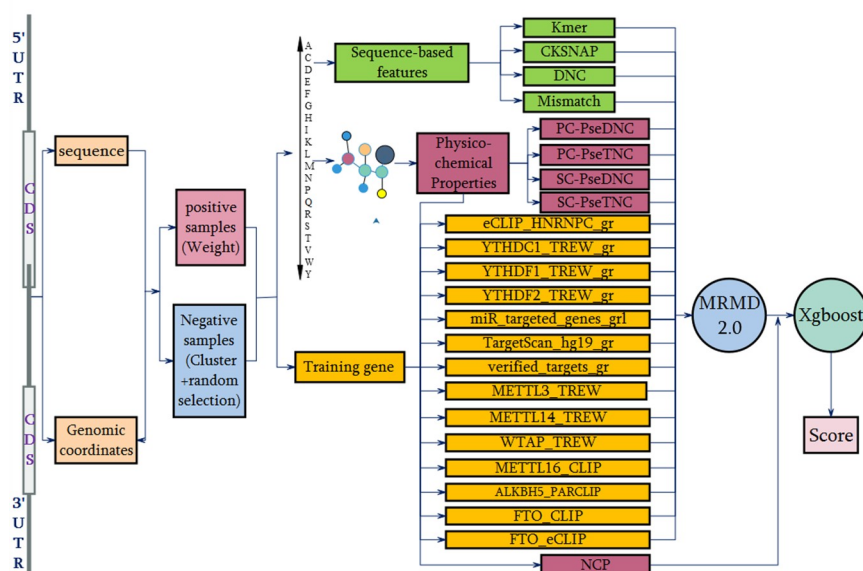 5'
U
T
R
CDS
CDS
3'
U
T
R
sequence
Genomic
coordinates
positive
samples
(Weight)
Negative
samples
(Cluster
+random
selection)
A
C
D
E
F
G
H
I
K
L
M
N
P
Q
R
S
T
V
W
Y
Sequence-based
features
Physico-
chemical
Properties
Training gene
Kmer
CKSNAP
DNC
Mismatch
PC-PseDNC
PC-PseTNC
SC-PseDNC
SC-PseTNC
eCLIP_HNRNPC_gr
YTHDC1_TREW_gr
YTHDF1_TREW_gr
YTHDF2_TREW_gr
miR_targeted_genes_grl
TargetScan_hg19_gr
verified_targets_gr
METTL3_TREW
METTL14_TREW
WTAP_TREW
METTL16_CLIP
ALKBH5_PARCLIP
FTO_CLIP
FTO_eCLIP
NCP
MRMD
2.0
Xgboost
Score